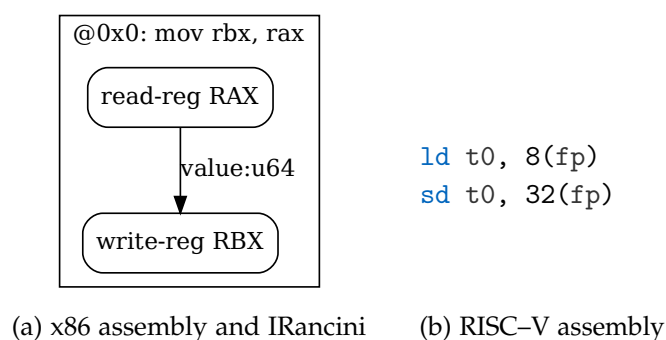 @0x0: mov rbx, rax
read-reg RAX
value:u64
write-reg RBX
ld t0, 8(fp)
sd t0, 32(fp)
(a) x86 assembly and IRancini
(b) RISC–V assembly